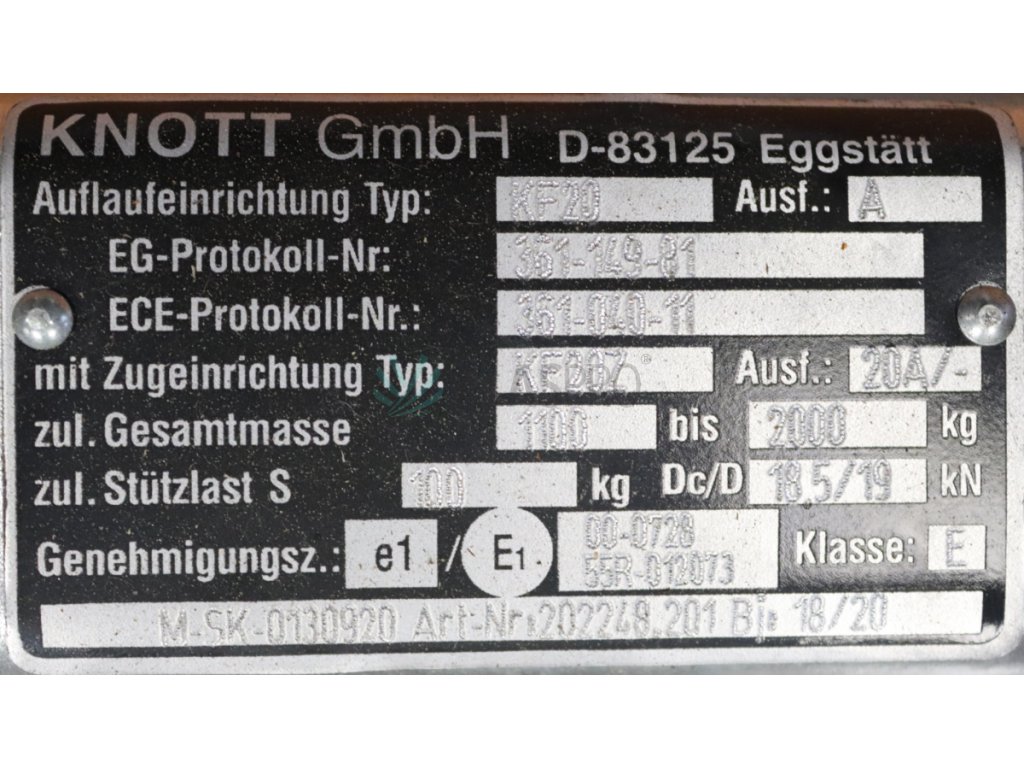 KNOTT GmbH D-83125 Eggstätt
Auflaufeinrichtung Typ: KF20 Ausf.: A
EG-Protokoll-Nr: 361-149-81
ECE-Protokoll-Nr.: 361-040-11
mit Zugeinrichtung Typ: Ausf.: 20A/-
zul. Gesamtmasse 1100 bis 2000 kg
zul. Stützlast S 100 kg Dc/D 18.5/19 kN
Genehmigungsz.: e1 / E1 00-0728 Klasse: E
55R-012073
M-SK-0130920 Art-Nr:202248.201 Bj: 18/20